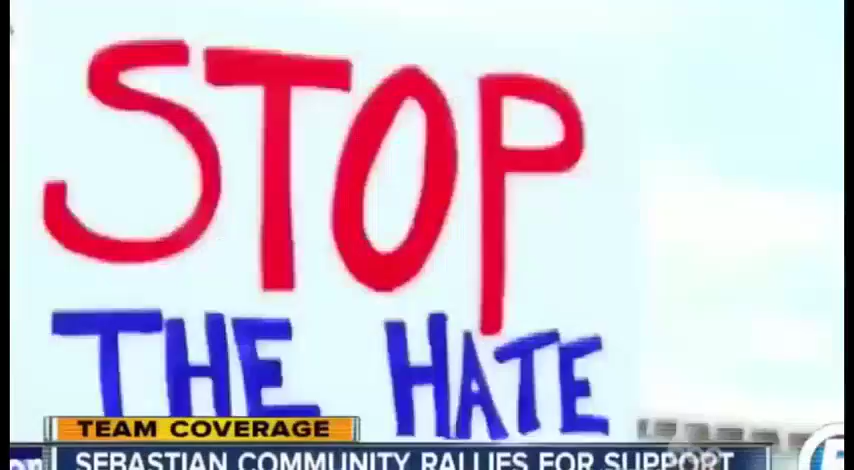 STOP
THE HATE
TEAM COVERAGE
SEBASTIAN COMMUNITY RALLIES FOR SUPPORT